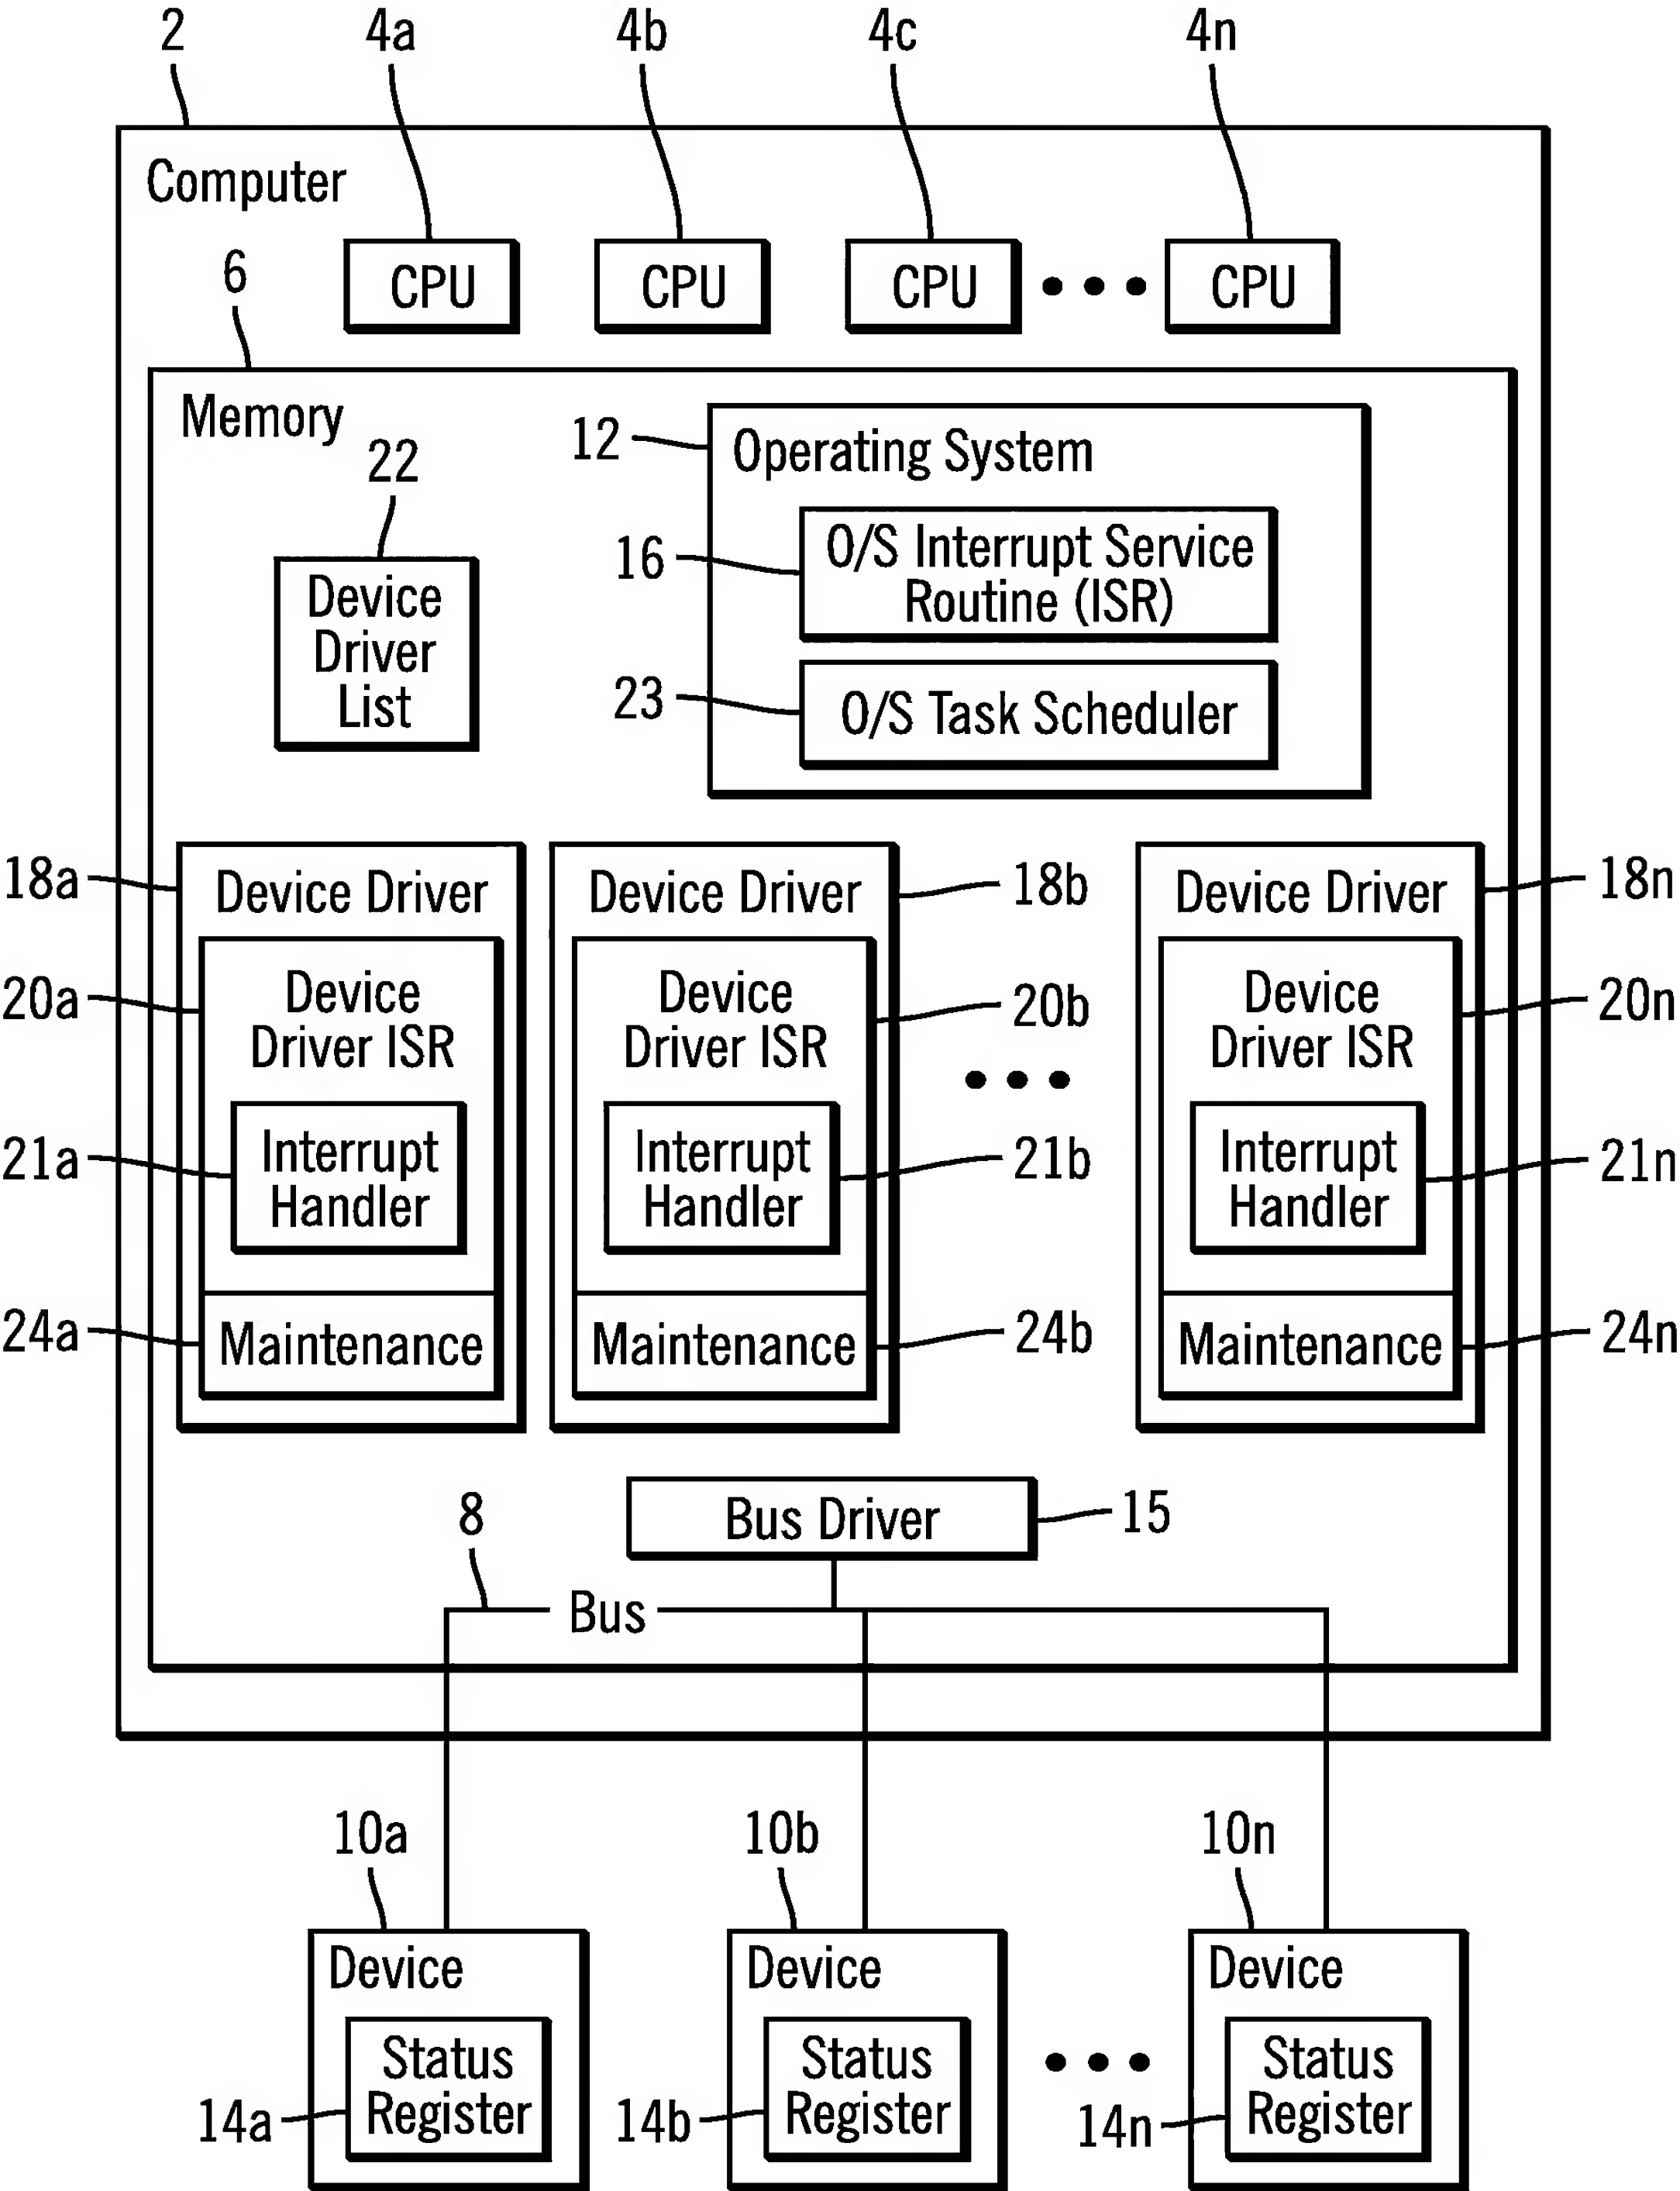 2 4a 4b 4c 4n
Computer
CPU CPU CPU CPU
6
Memory
22
Device
Driver
List
12 Operating System
16 O/S Interrupt Service
Routine (ISR)
23 O/S Task Scheduler
18a Device Driver
20a Device
Driver ISR
21a Interrupt
Handler
24a Maintenance
Device Driver 18b
Device
Driver ISR 20b
Interrupt
Handler 21b
Maintenance 24b
Device Driver 18n
Device
Driver ISR 20n
Interrupt
Handler 21n
Maintenance 24n
Bus Driver 15
8
Bus
10a
Device
Status
Register
14a
10b
Device
Status
Register
14b
10n
Device
Status
Register
14n